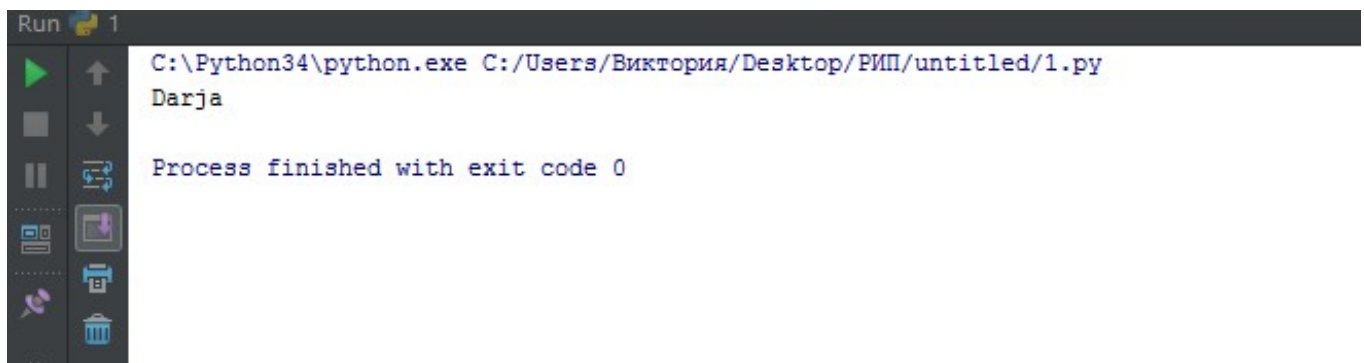 Run 1
C:\Python34\python.exe C:/Users/Виктория/Desktop/РИП/untitled/1.py
Darja
Process finished with exit code 0